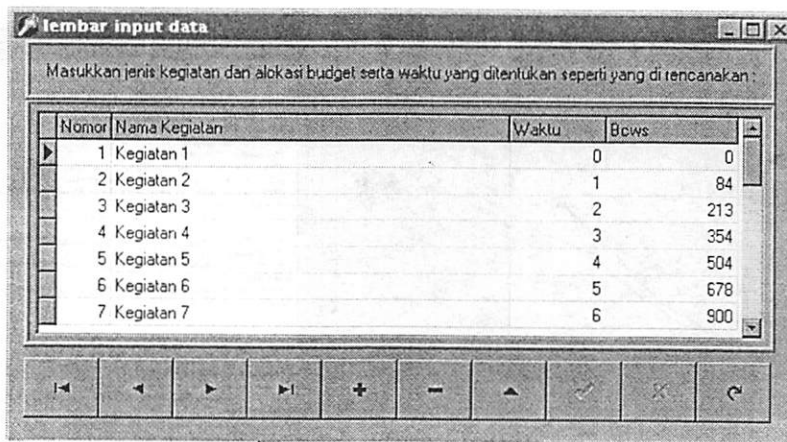 lembar input data
Masukkan jenis kegiatan dan alokasi budget serta waktu yang ditentukan seperti yang di rencanakan :
Nomor Nama Kegiatan Waktu Bcws
1 Kegiatan 1 0 0
2 Kegiatan 2 1 84
3 Kegiatan 3 2 213
4 Kegiatan 4 3 354
5 Kegiatan 5 4 504
6 Kegiatan 6 5 678
7 Kegiatan 7 6 900